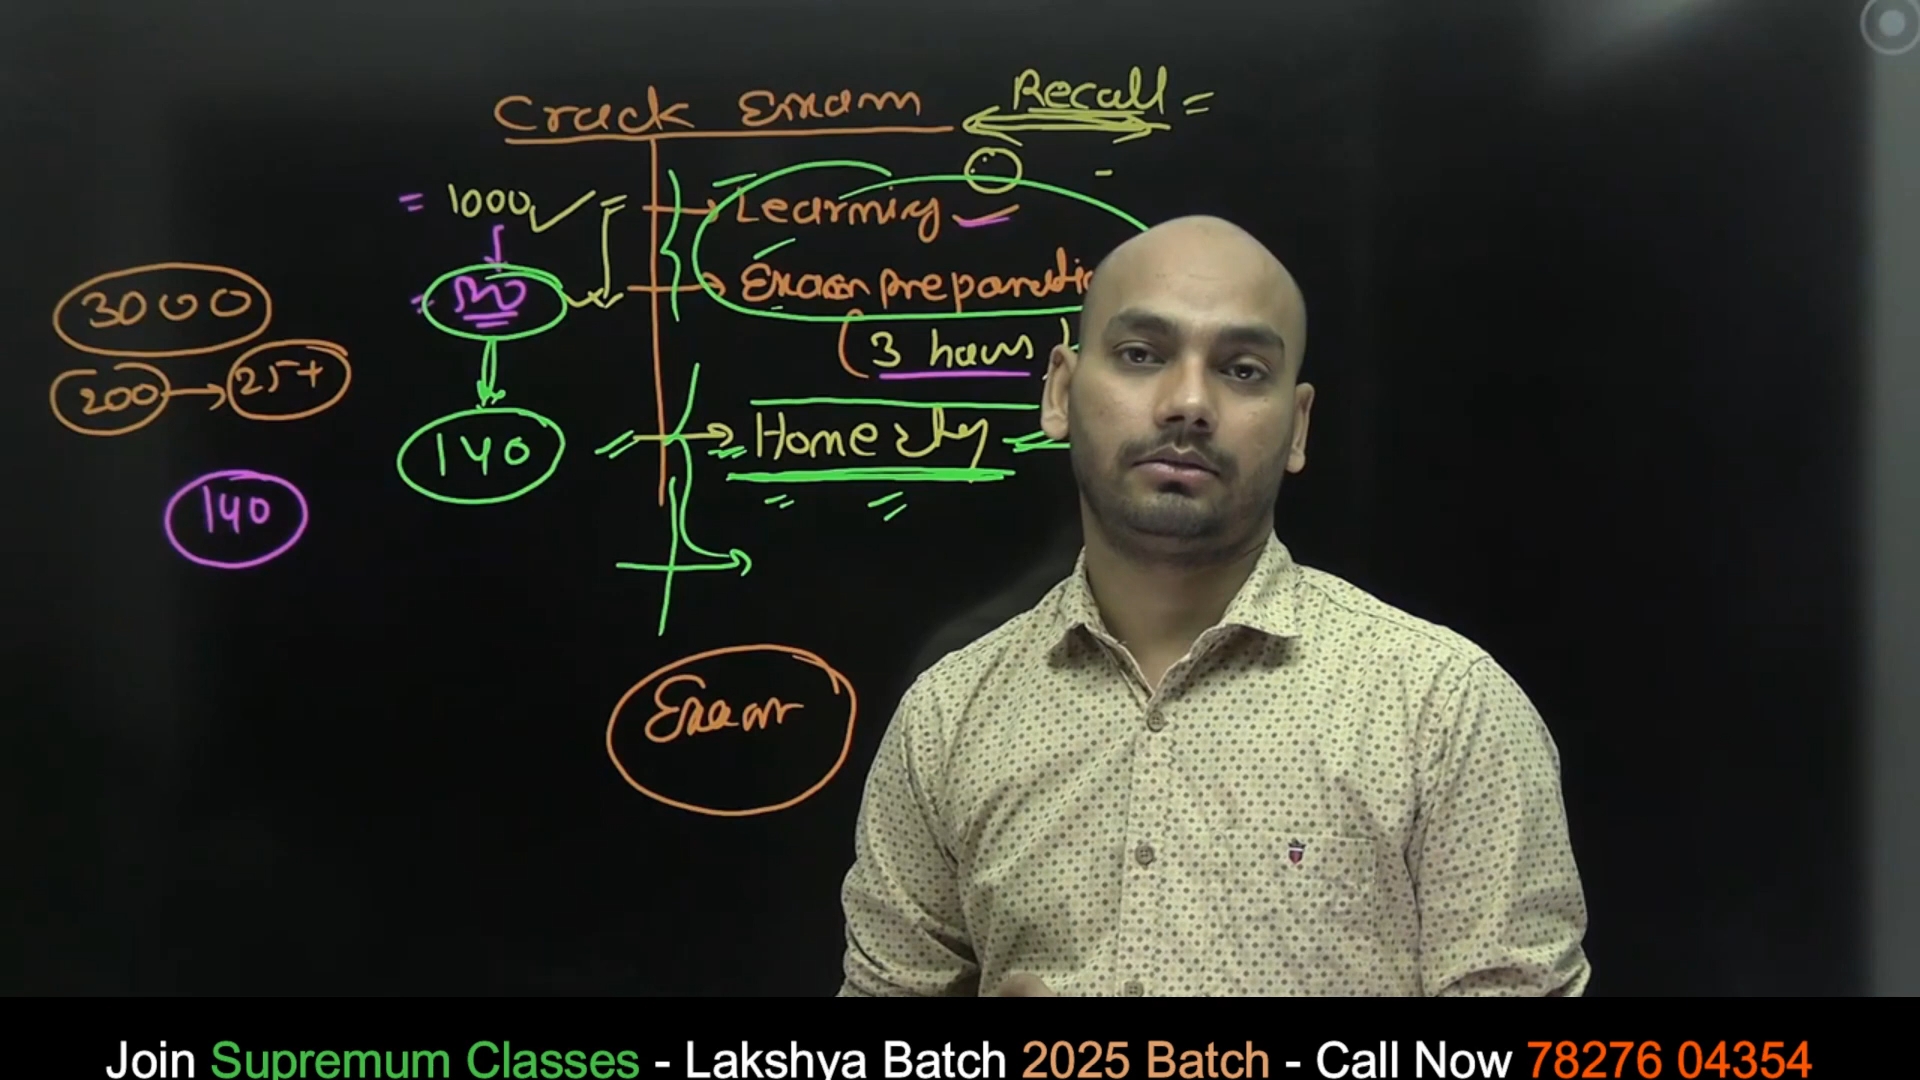 Crack Exam
Recall =
= 1000
Learning
500
Exam preparatio
(3 hours)
3000
200 → 25+
140
Home
140
Exam
Join Supremum Classes - Lakshya Batch 2025 Batch - Call Now 78276 04354